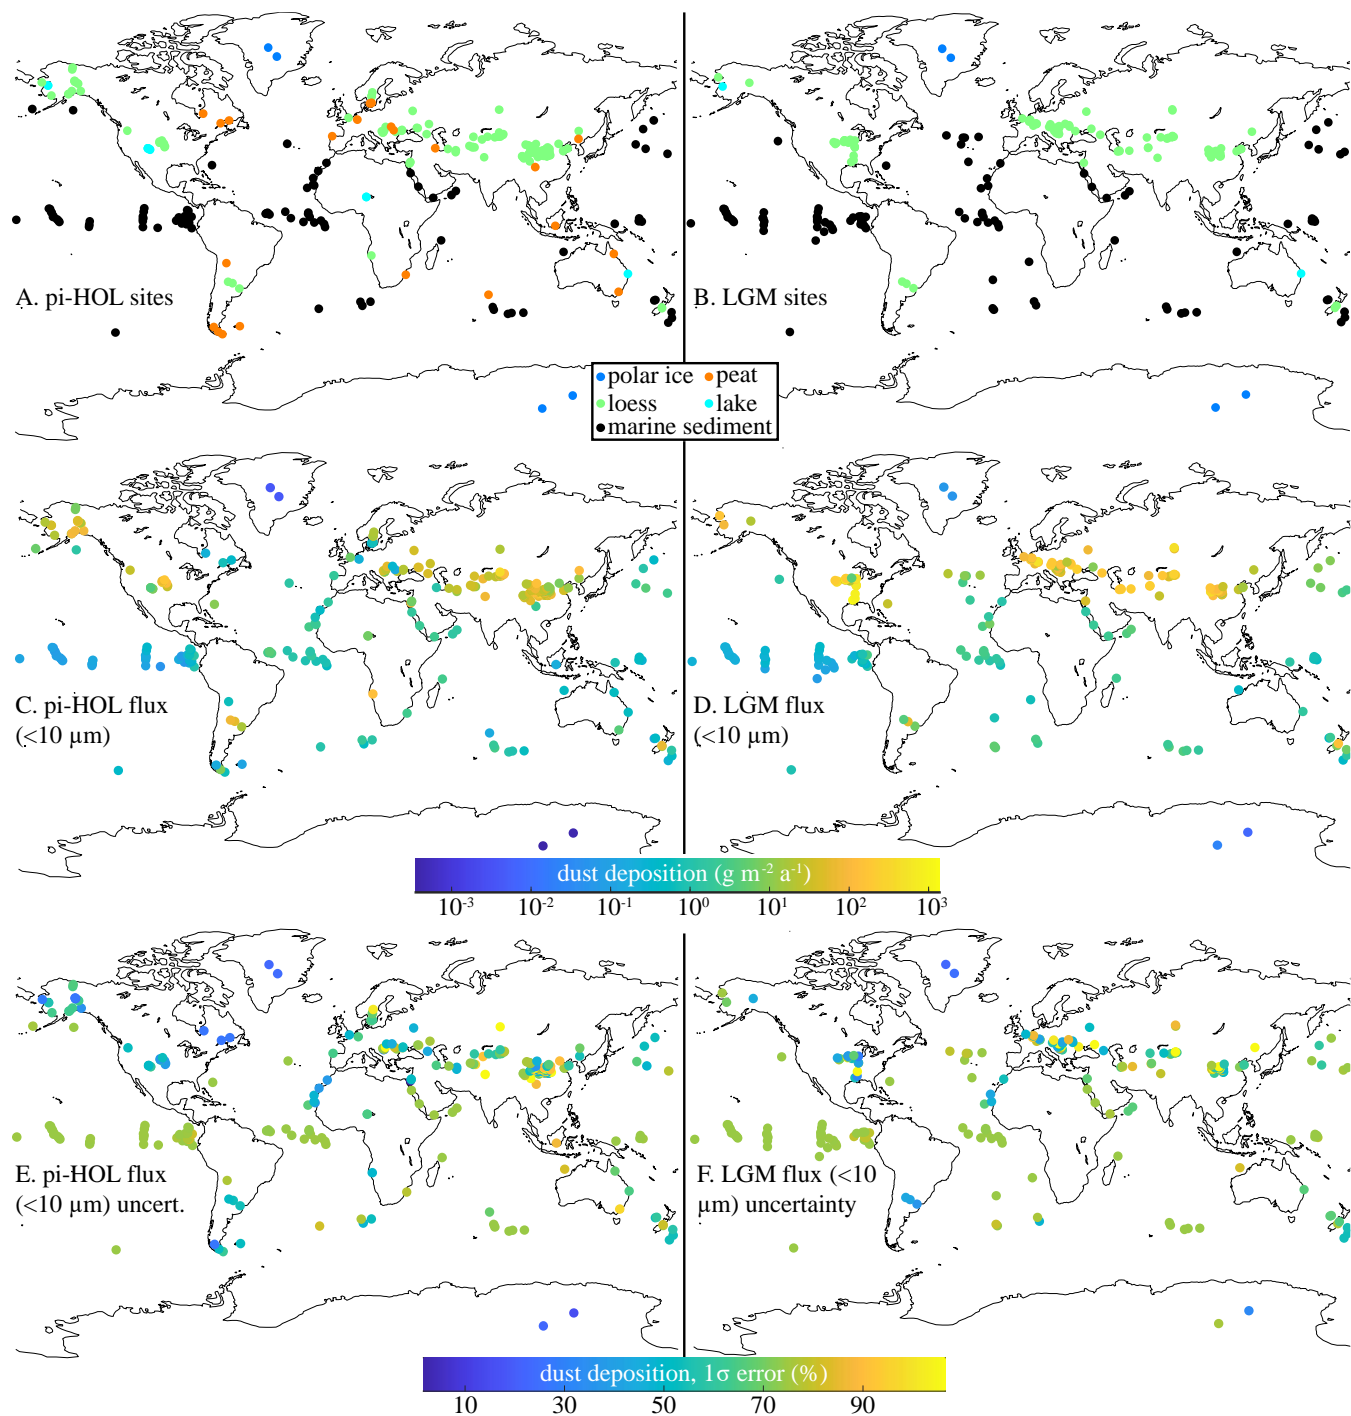 A. pi-HOL sites
B. LGM sites
polar ice
peat
loess
lake
marine sediment
C. pi-HOL flux
(<10 µm)
D. LGM flux
(<10 µm)
dust deposition (g m⁻² a⁻¹)
10⁻³ 10⁻² 10⁻¹ 10⁰ 10¹ 10² 10³
E. pi-HOL flux
(<10 µm) uncert.
F. LGM flux (<10
µm) uncertainty
dust deposition, 1σ error (%)
10 30 50 70 90